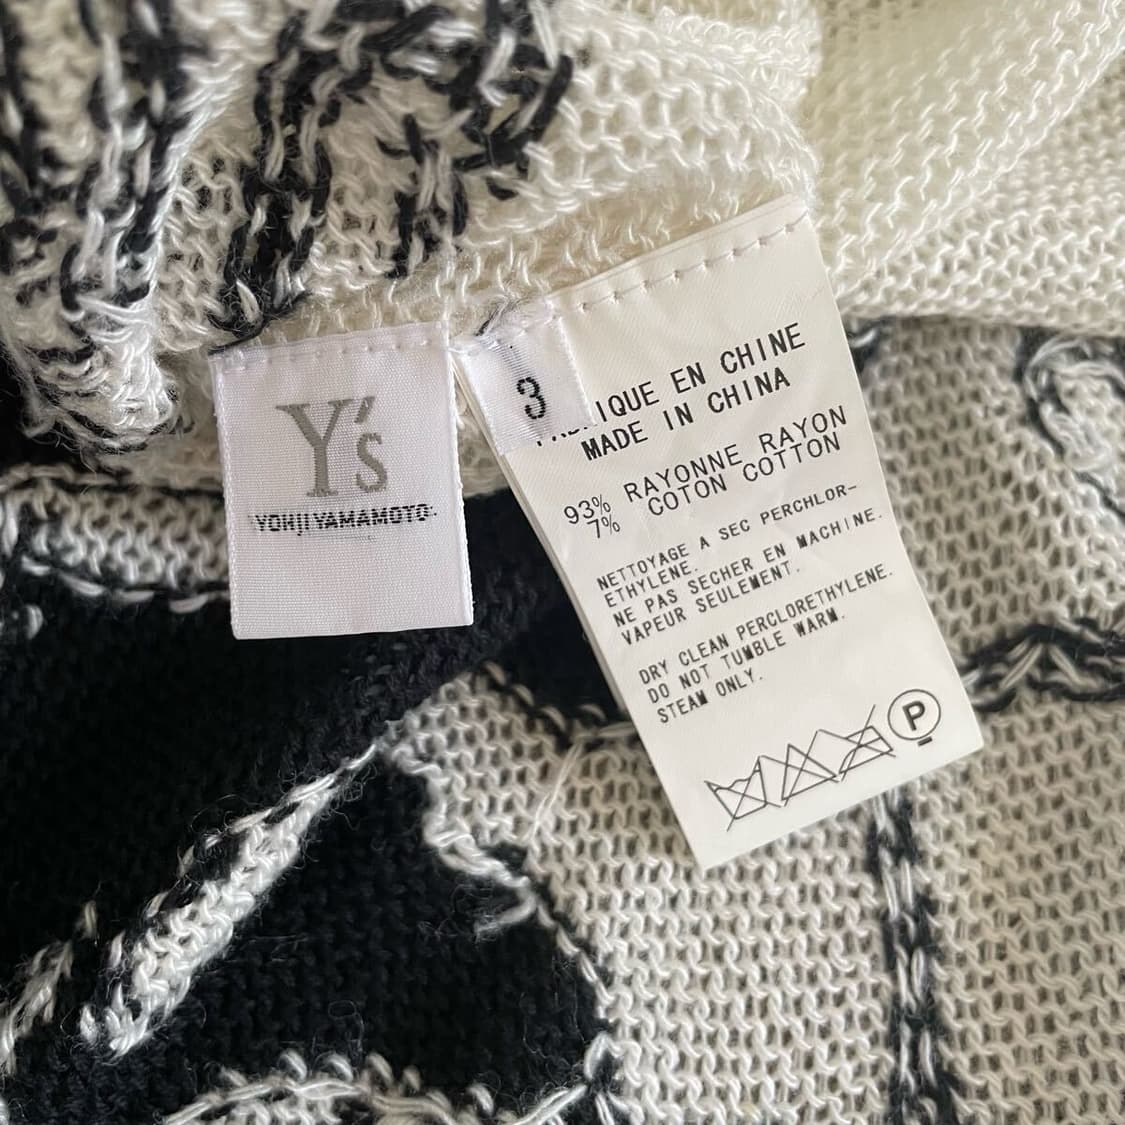 Y's
YOHJI YAMAMOTO
3
EN CHINE
MADE IN CHINA
93% RAYONNE RAYON
7% COTON COTTON
NETTOYAGE A SEC PERCHLOR-
ETHYLENE.
NE PAS SECHER EN MACHINE.
VAPEUR SEULEMENT.
DRY CLEAN PERCLORETHYLENE.
DO NOT TUMBLE WARM.
STEAM ONLY.
P